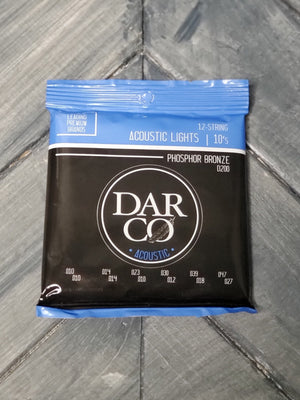 LEADING
PREMIUM
SOUNDS
12-STRING
ACOUSTIC LIGHTS | 10's
PHOSPHOR BRONZE
D200
DAR
CO
ACOUSTIC
.010 .014 .023 .030 .039 .047
.010 .014 .010 .012 .018 .027